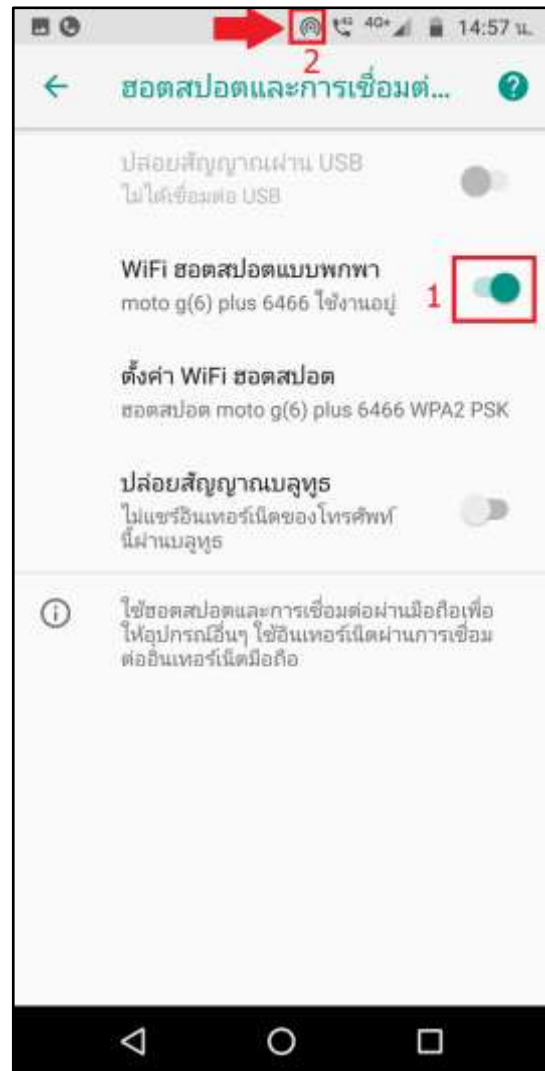 4G+ 14:57 น.
2
ฮอตสปอตและการเชื่อมต่...
ปล่อยสัญญาณผ่าน USB
ไม่ได้เชื่อมต่อ USB
WiFi ฮอตสปอตแบบพกพา
moto g(6) plus 6466 ใช้งานอยู่ 1
ตั้งค่า WiFi ฮอตสปอต
ฮอตสปอต moto g(6) plus 6466 WPA2 PSK
ปล่อยสัญญาณบลูทูธ
ไม่แชร์อินเทอร์เน็ตของโทรศัพท์
นี้ผ่านบลูทูธ
ใช้ฮอตสปอตและการเชื่อมต่อผ่านมือถือเพื่อ
ให้อุปกรณ์อื่นๆ ใช้อินเทอร์เน็ตผ่านการเชื่อม
ต่ออินเทอร์เน็ตมือถือ